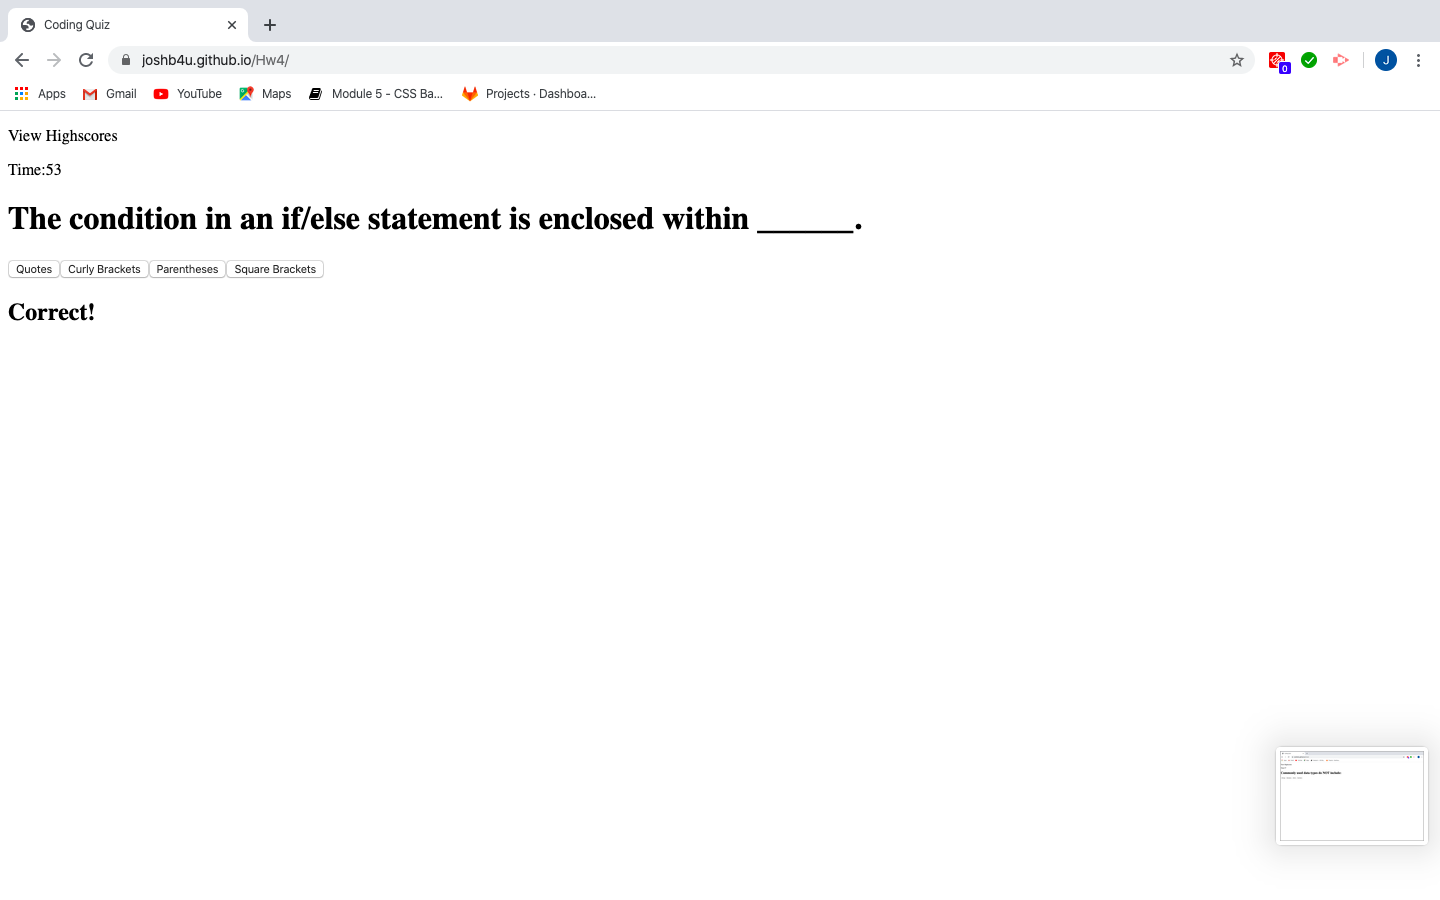 Coding Quiz
joshb4u.github.io/Hw4/
0
J
Apps Gmail YouTube Maps Module 5 - CSS Ba... Projects · Dashboa...
View Highscores
Time:53
The condition in an if/else statement is enclosed within ______.
Quotes Curly Brackets Parentheses Square Brackets
Correct!
Commonly used data types do NOT include: